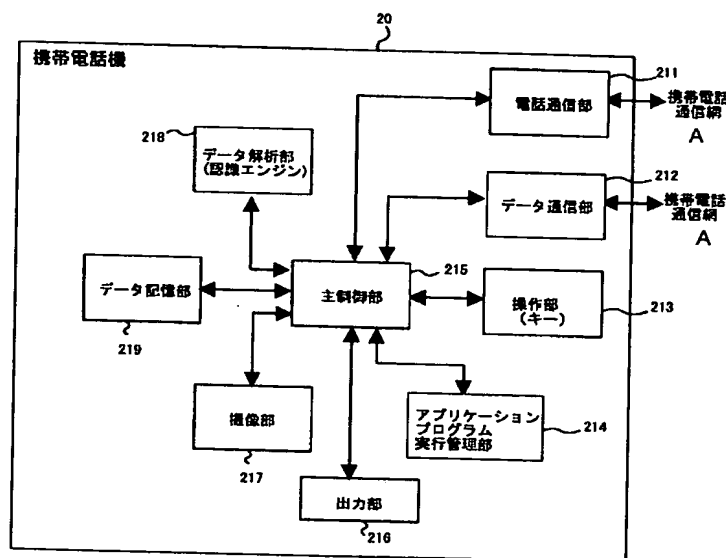 20
携帯電話機
211
電話通信部
携帯電話
通信網
A
218
データ解析部
(認識エンジン)
212
データ通信部
携帯電話
通信網
A
215
主制御部
データ記憶部
219
操作部
(キー)
213
撮像部
217
アプリケーション
プログラム
実行管理部
214
出力部
216